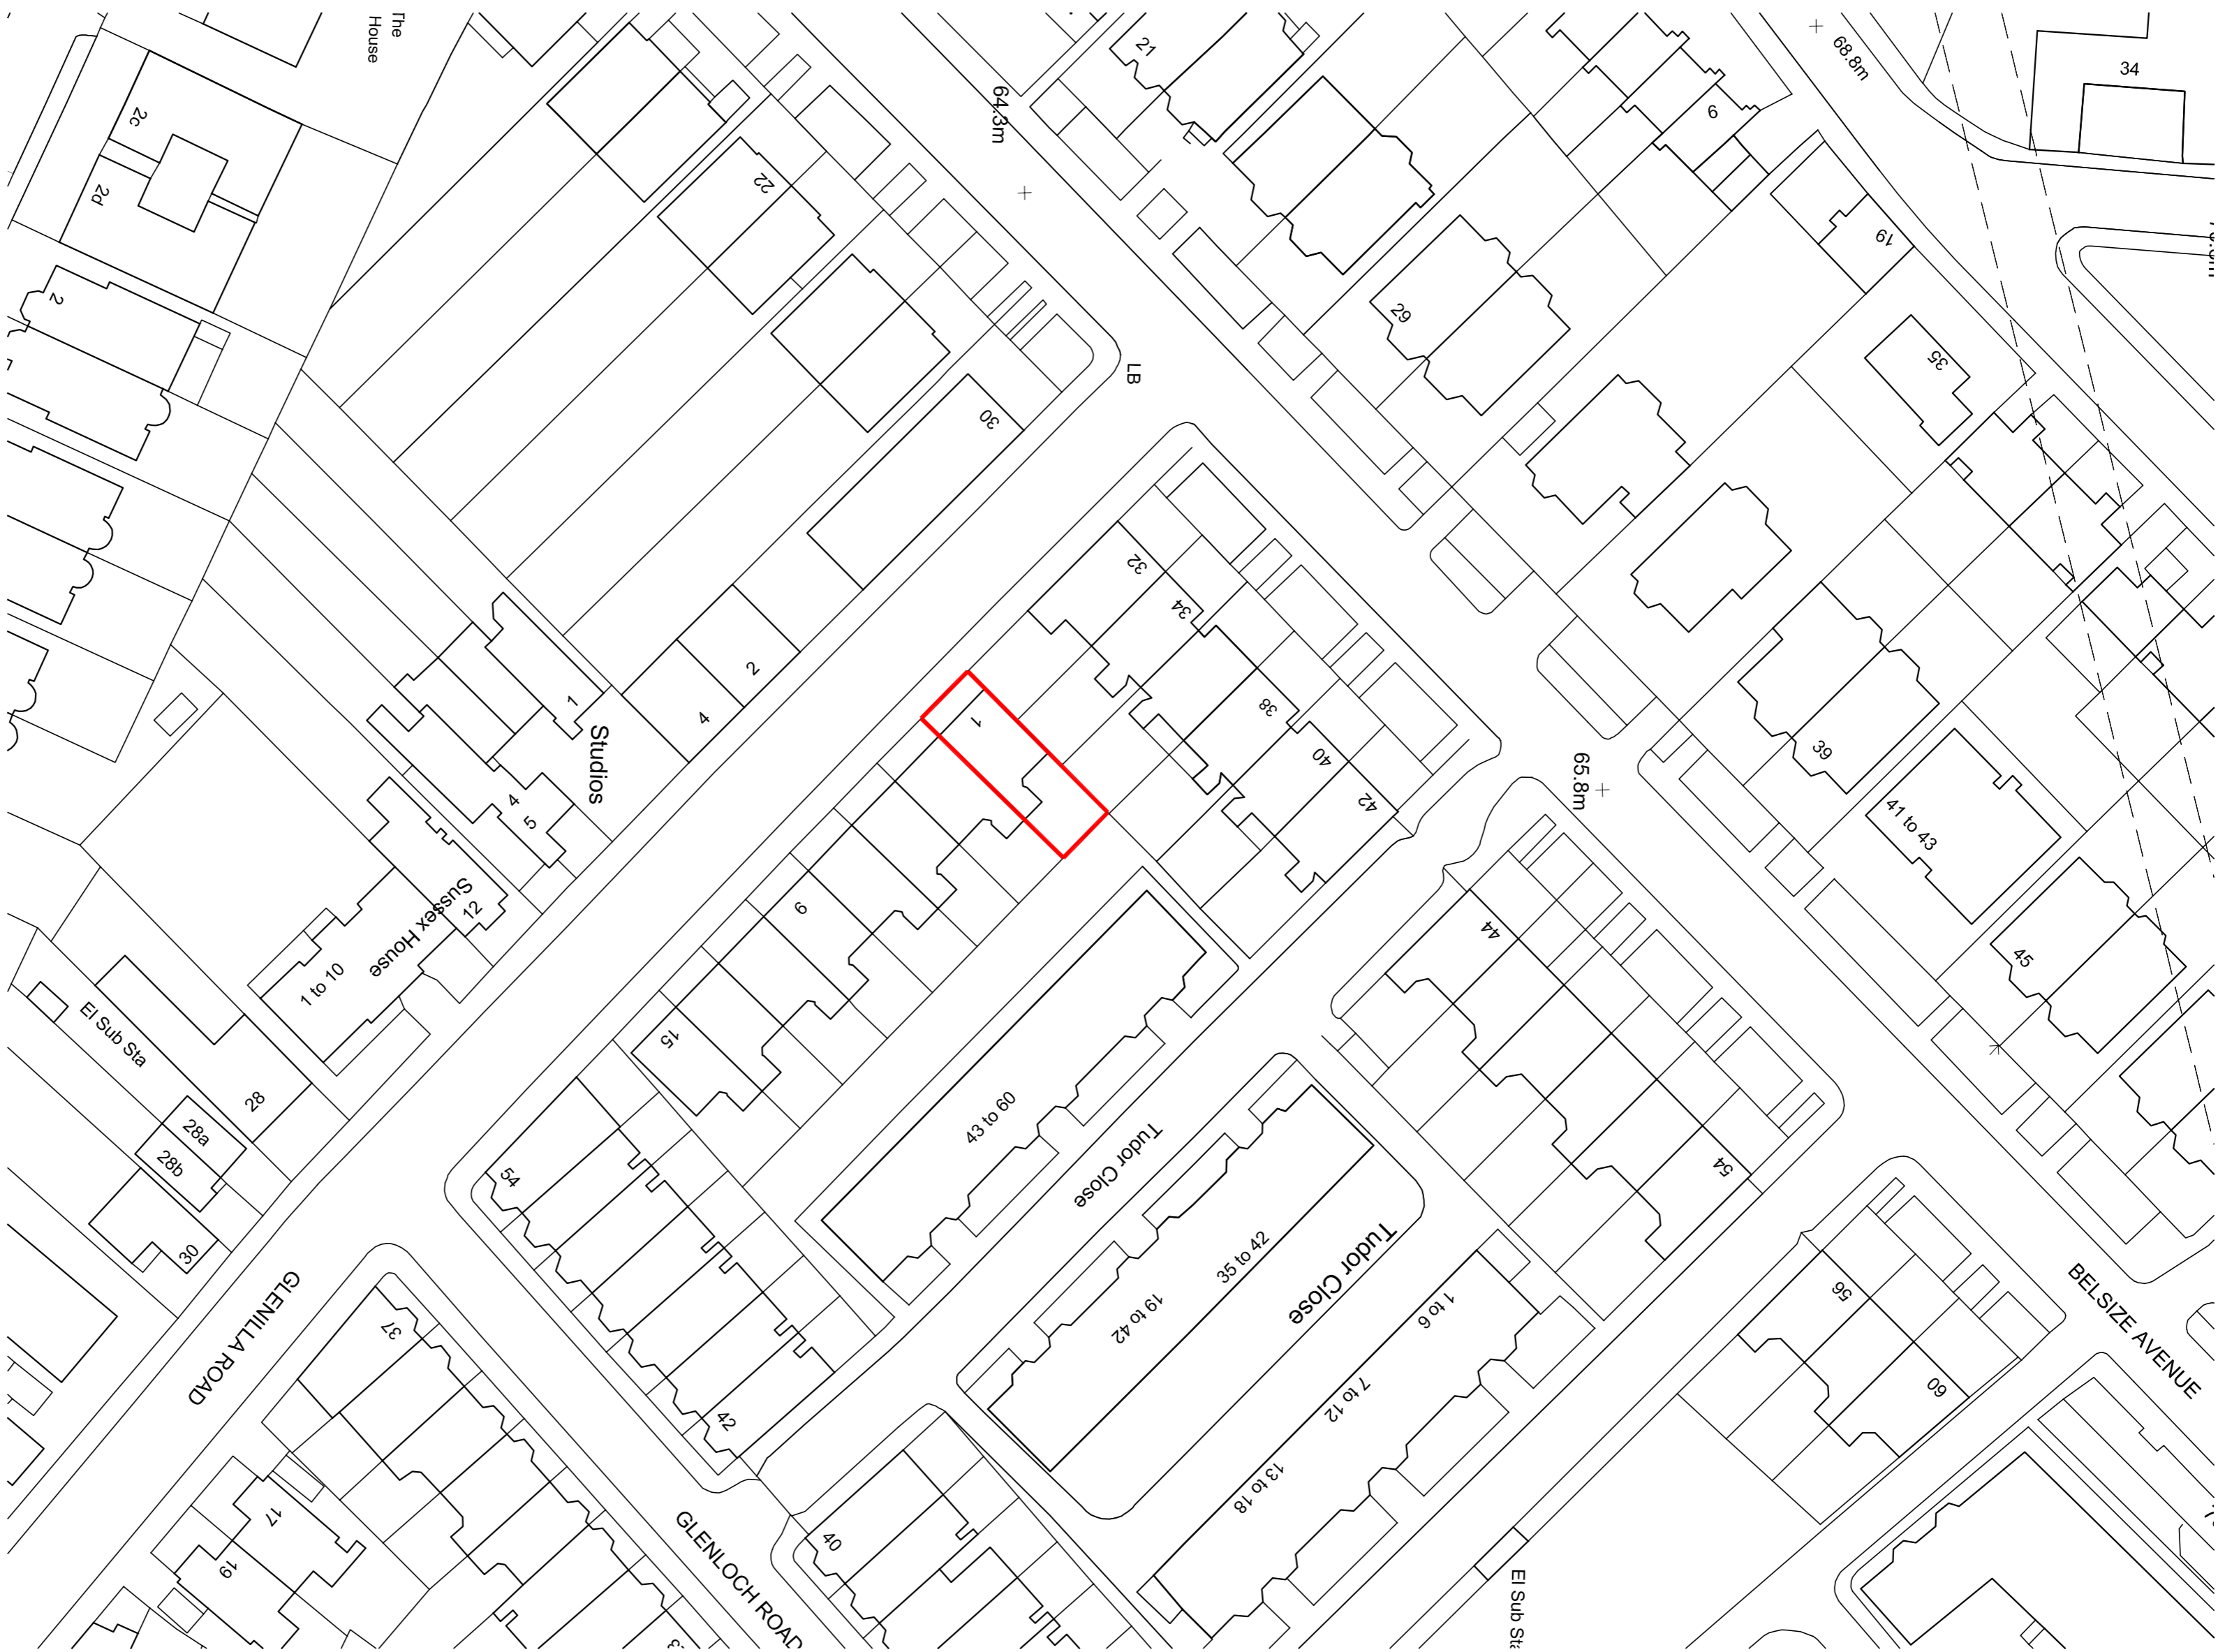 The
House
21
64.3m
68.8m
34
9
2c
2d
22
19
2
29
35
LB
30
32
34
1
2
4
Studios
1
38
40
42
65.8m
39
41 to 43
4
5
Sussex House
12
1 to 10
6
44
45
El Sub Sta
15
28
28a
28b
30
43 to 60
Tudor Close
54
54
Tudor Close
35 to 42
19 to 42
1 to 6
7 to 12
13 to 18
56
60
BELSIZE AVENUE
GLENILLA ROAD
37
42
17
19
GLENLOCH ROAD
40
El Sub Sta